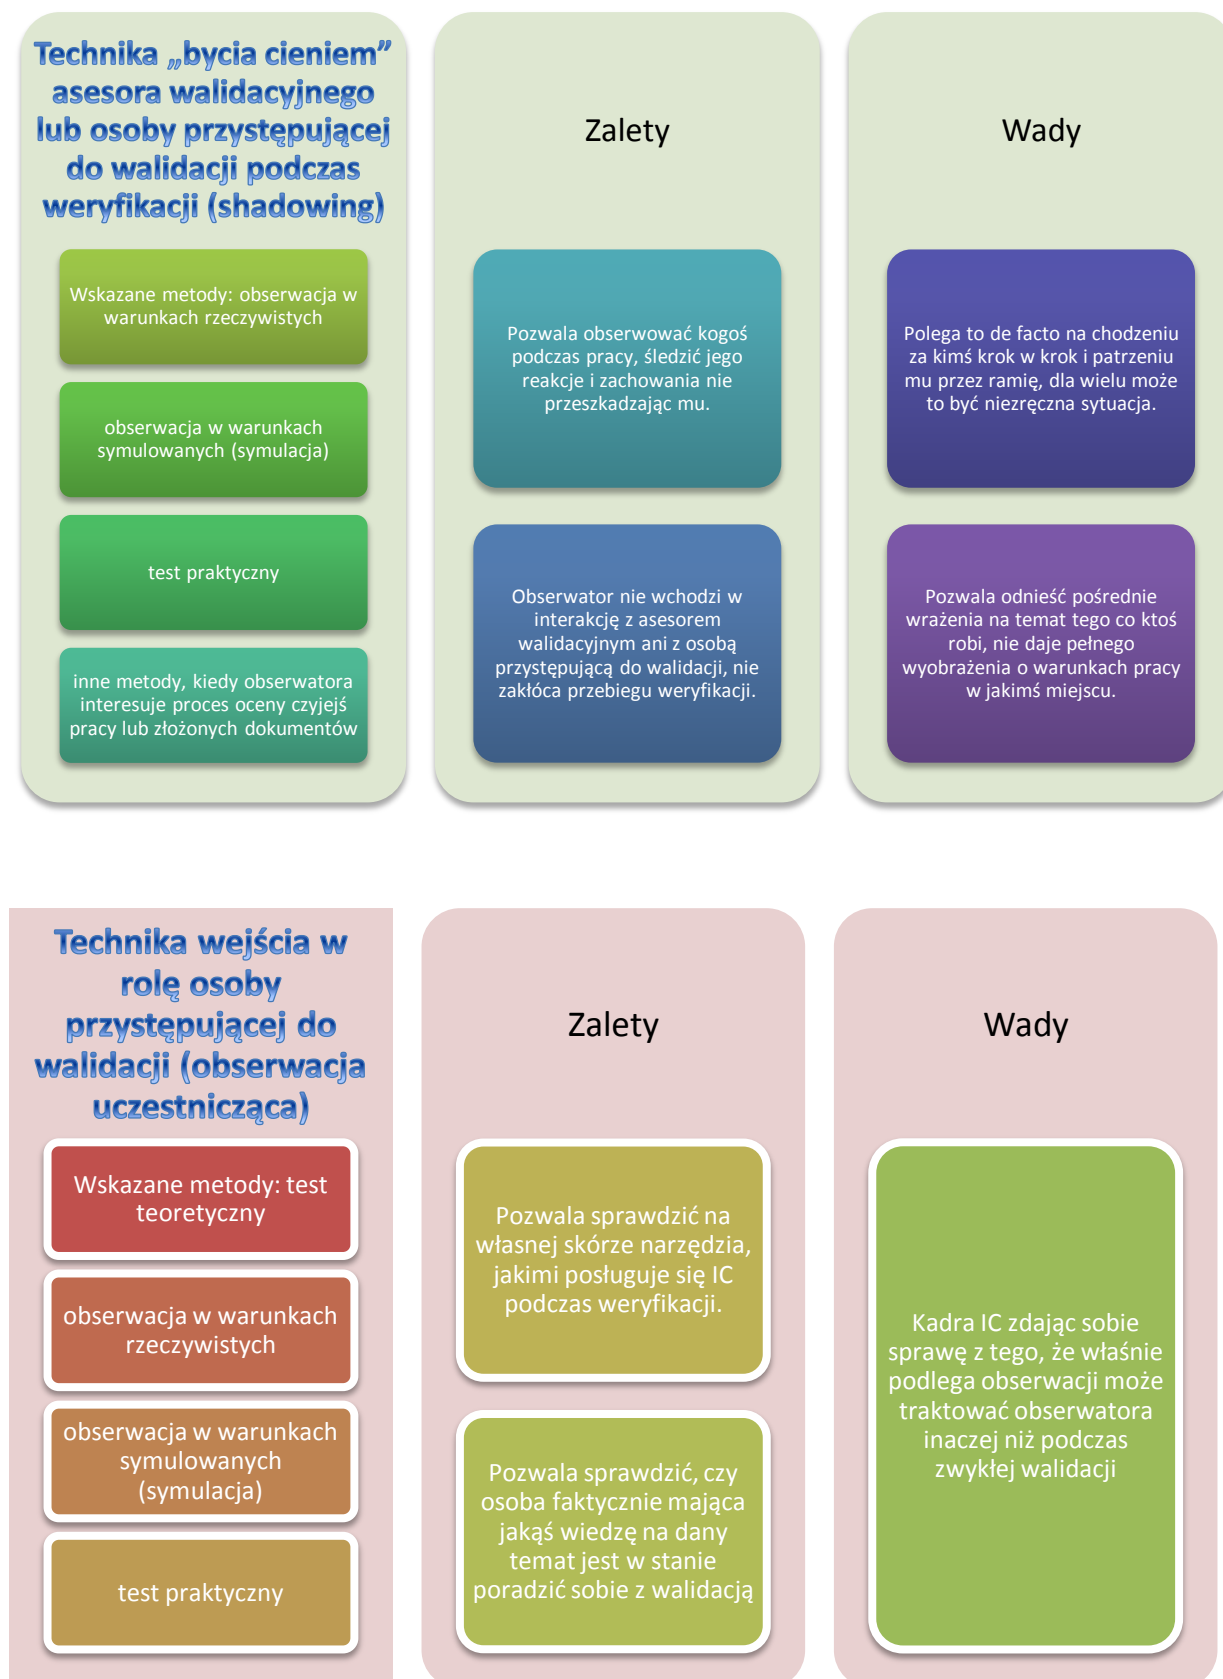 Technika „bycia cieniem”
asesora walidacyjnego
lub osoby przystępującej
do walidacji podczas
weryfikacji (shadowing)
Wskazane metody: obserwacja w
warunkach rzeczywistych
obserwacja w warunkach
symulowanych (symulacja)
test praktyczny
inne metody, kiedy obserwatora
interesuje proces oceny czyjejś
pracy lub złożonych dokumentów
Zalety
Pozwala obserwować kogoś
podczas pracy, śledzić jego
reakcje i zachowania nie
przeszkadzając mu.
Obserwator nie wchodzi w
interakcję z asesorem
walidacyjnym ani z osobą
przystępującą do walidacji, nie
zakłóca przebiegu weryfikacji.
Wady
Polega to de facto na chodzeniu
za kimś krok w krok i patrzeniu
mu przez ramię, dla wielu może
to być niezręczna sytuacja.
Pozwala odnieść pośrednie
wrażenia na temat tego co ktoś
robi, nie daje pełnego
wyobrażenia o warunkach pracy
w jakimś miejscu.
Technika wejścia w
rolę osoby
przystępującej do
walidacji (obserwacja
uczestnicząca)
Wskazane metody: test
teoretyczny
obserwacja w warunkach
rzeczywistych
obserwacja w warunkach
symulowanych
(symulacja)
test praktyczny
Zalety
Pozwala sprawdzić na
własnej skórze narzędzia,
jakimi posługuje się IC
podczas weryfikacji.
Pozwala sprawdzić, czy
osoba faktycznie mająca
jakąś wiedzę na dany
temat jest w stanie
poradzić sobie z walidacją
Wady
Kadra IC zdając sobie
sprawę z tego, że właśnie
podlega obserwacji może
traktować obserwatora
inaczej niż podczas
zwykłej walidacji